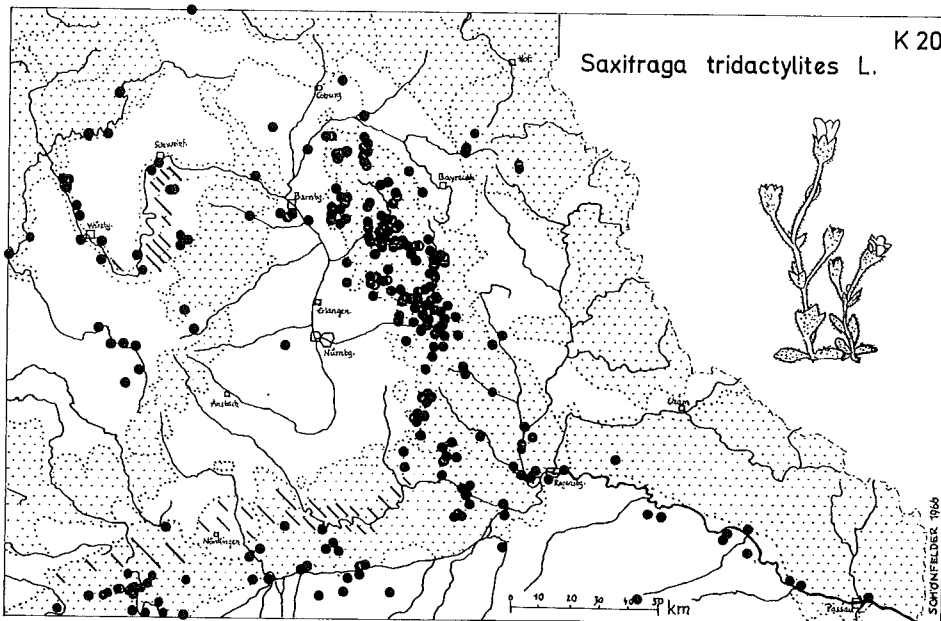 K 20
Saxifraga tridactylites L.
Hof
Coburg
Schweinf.
Bayreuth
Bambg.
Würzbg.
Erlangen
Nürnbg.
Ansbach
Cham
Regensbg.
Nördlingen
Passau
0 10 20 30 40 50 km
SCHÖNFELDER 1966